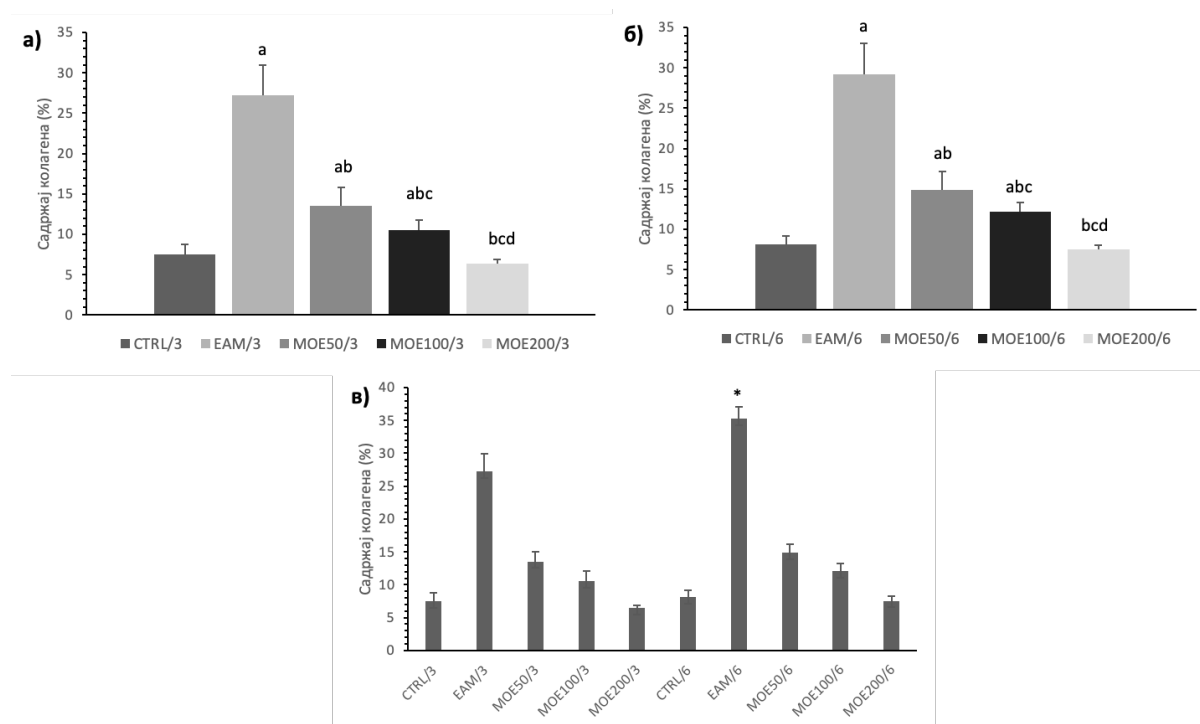 а)
Садржај колагена (%)
35
30
25
20
15
10
5
0
a
ab
abc
bcd
CTRL/3 EAM/3 MOE50/3 MOE100/3 MOE200/3
б)
Садржај колагена (%)
35
30
25
20
15
10
5
0
a
ab
abc
bcd
CTRL/6 EAM/6 MOE50/6 MOE100/6 MOE200/6
в)
Садржај колагена (%)
40
35
30
25
20
15
10
5
0
*
CTRL/3
EAM/3
MOE50/3
MOE100/3
MOE200/3
CTRL/6
EAM/6
MOE50/6
MOE100/6
MOE200/6